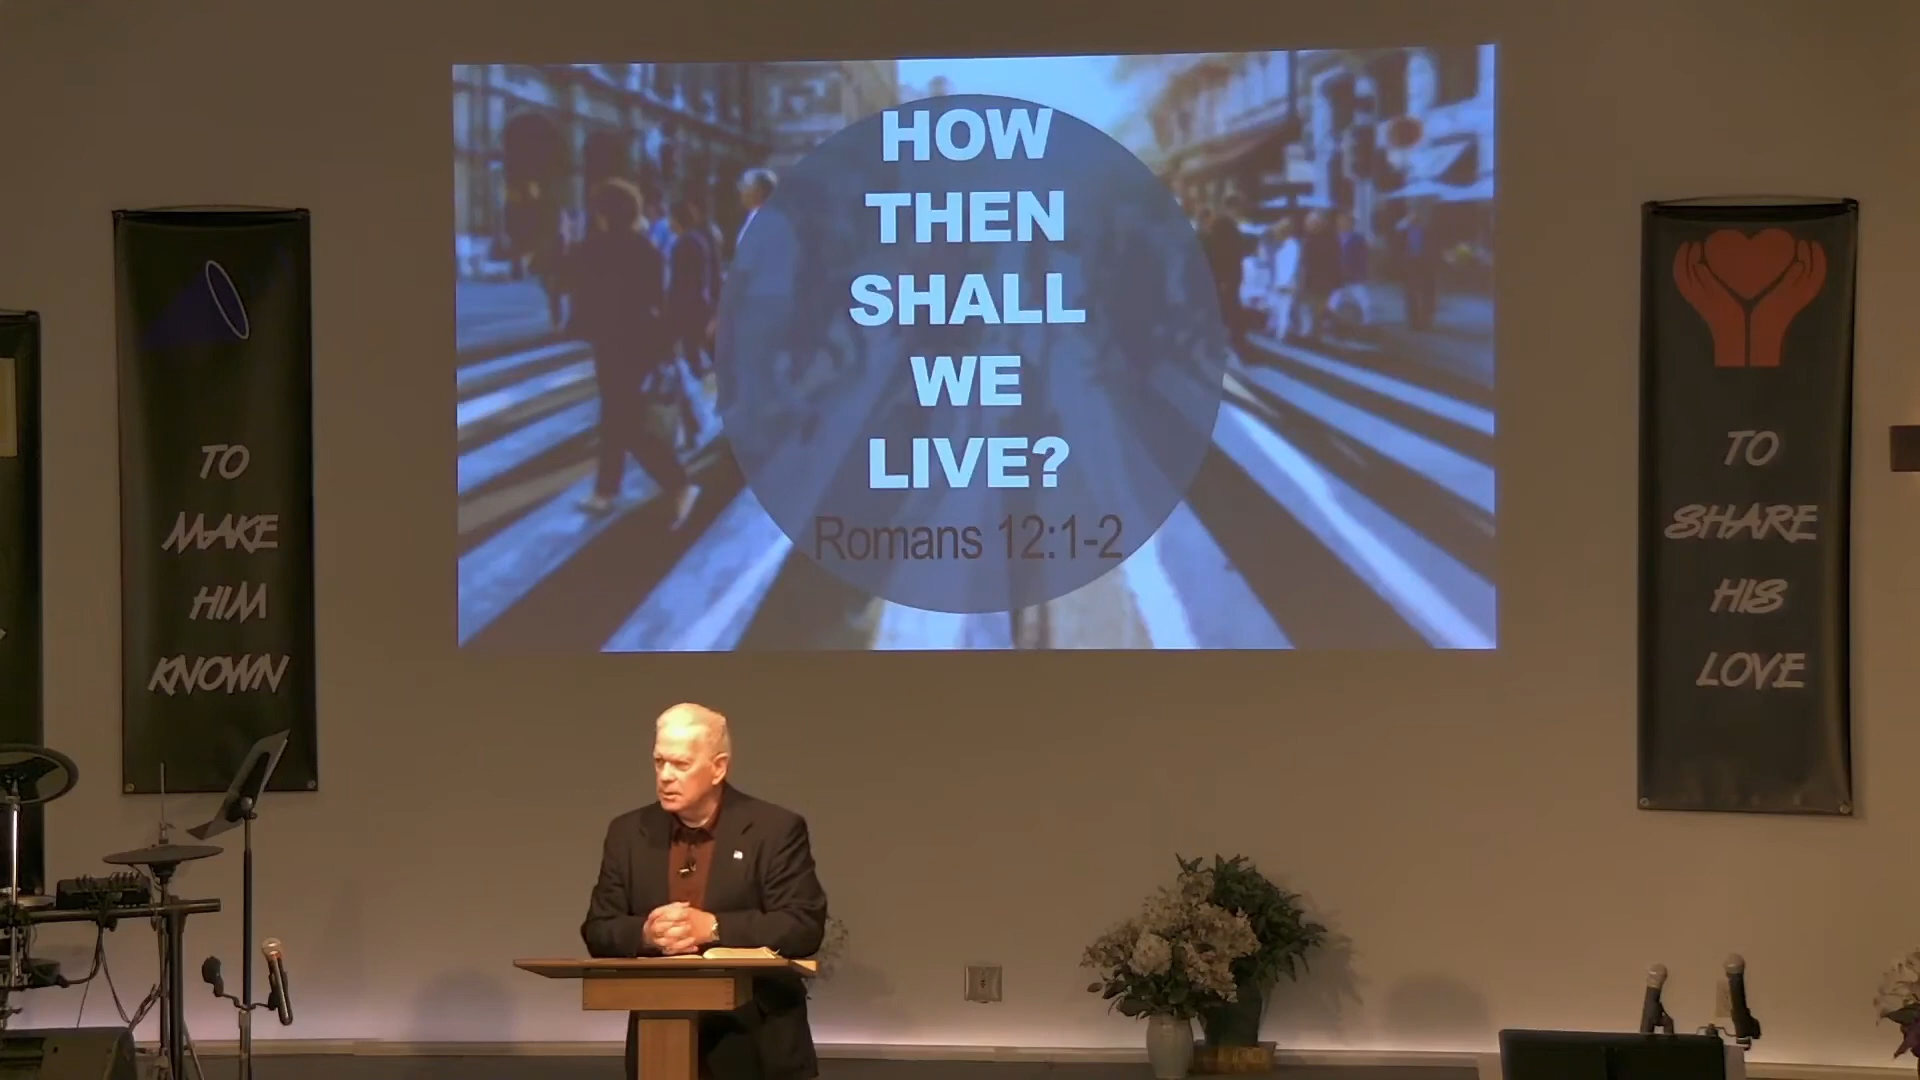 HOW
THEN
SHALL
WE
LIVE?
Romans 12:1-2
TO
MAKE
HIM
KNOWN
TO
SHARE
HIS
LOVE